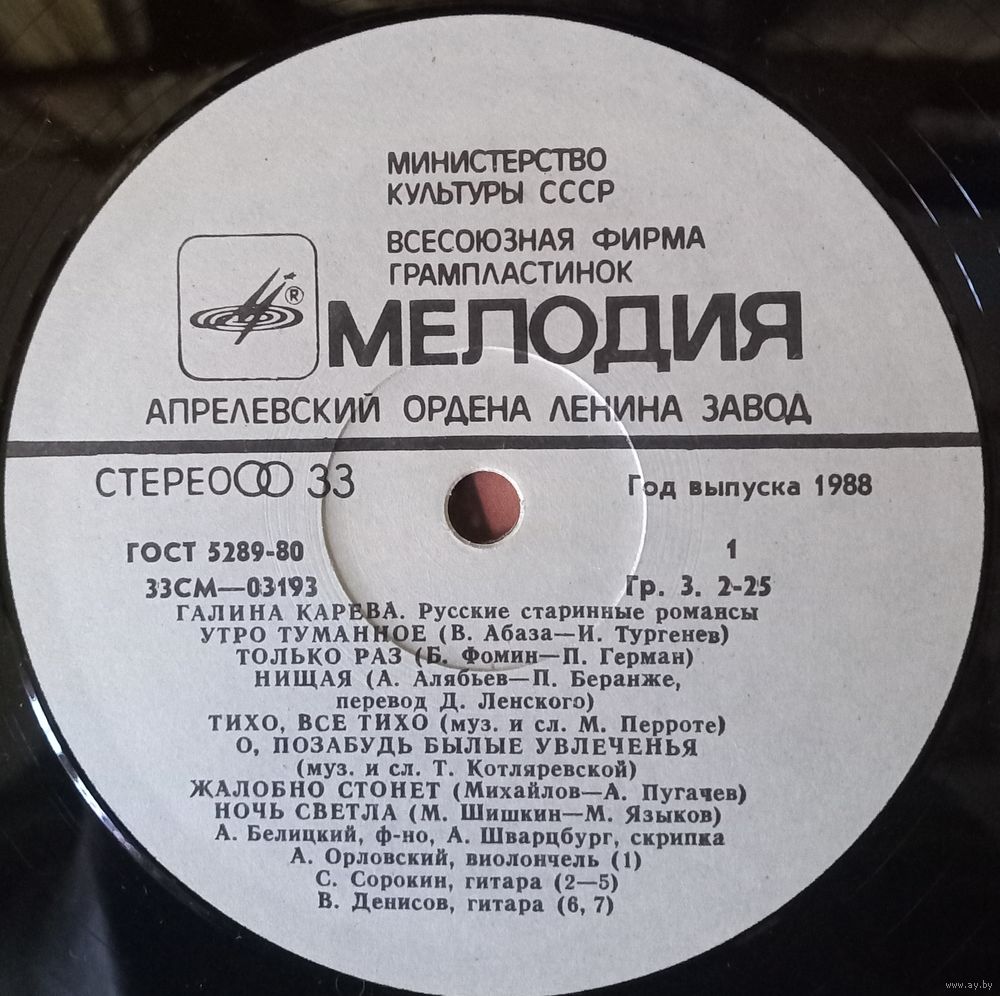 МИНИСТЕРСТВО
КУЛЬТУРЫ СССР
ВСЕСОЮЗНАЯ ФИРМА
ГРАМПЛАСТИНОК
®
МЕЛОДИЯ
АПРЕЛЕВСКИЙ ОРДЕНА ЛЕНИНА ЗАВОД
СТЕРЕО 33
Год выпуска 1988
ГОСТ 5289-80
1
33СМ—03193
Гр. 3. 2-25
ГАЛИНА КАРЕВА. Русские старинные романсы
УТРО ТУМАННОЕ (В. Абаза—И. Тургенев)
ТОЛЬКО РАЗ (Б. Фомин—П. Герман)
НИЩАЯ (А. Алябьев—П. Беранже,
перевод Д. Ленского)
ТИХО, ВСЕ ТИХО (муз. и сл. М. Перроте)
О, ПОЗАБУДЬ БЫЛЫЕ УВЛЕЧЕНЬЯ
(муз. и сл. Т. Котляревской)
ЖАЛОБНО СТОНЕТ (Михайлов—А. Пугачев)
НОЧЬ СВЕТЛА (М. Шишкин—М. Языков)
А. Белицкий, ф-но, А. Шварцбург, скрипка
А. Орловский, виолончель (1)
С. Сорокин, гитара (2—5)
В. Денисов, гитара (6, 7)
www.ay.by